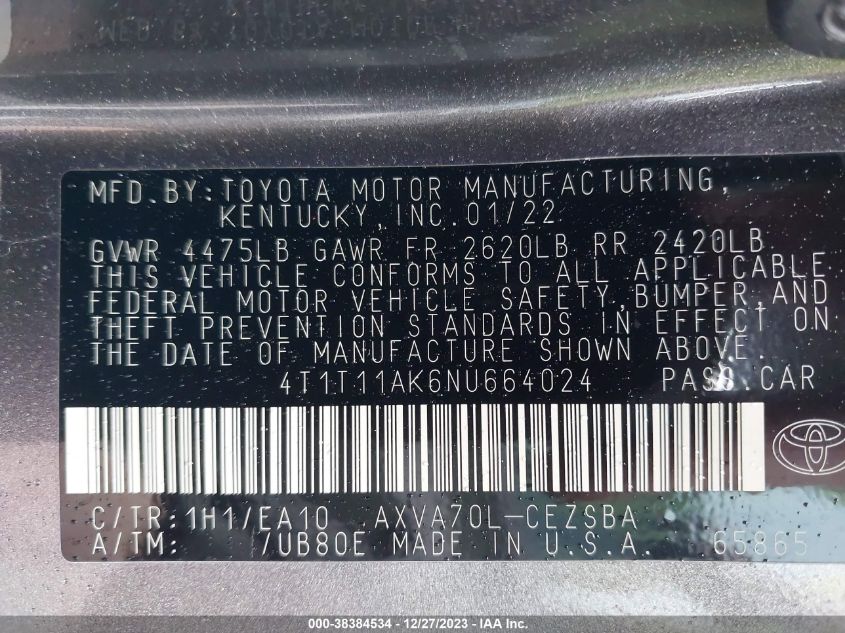 MFD.BY:TOYOTA MOTOR MANUFACTURING,
KENTUCKY,INC.01/22
GVWR 4475LB GAWR FR 2620LB RR 2420LB
THIS VEHICLE CONFORMS TO ALL APPLICABLE
FEDERAL MOTOR VEHICLE SAFETY,BUMPER,AND
THEFT PREVENTION STANDARDS IN EFFECT ON
THE DATE OF MANUFACTURE SHOWN ABOVE.
4T1T11AK6NU664024 PASS.CAR
C/TR:1H1/EA10 AXVA70L-CEZSBA
A/TM: /UB80E MADE IN U.S.A. 65865
000-38384534 - 12/27/2023 - IAA Inc.